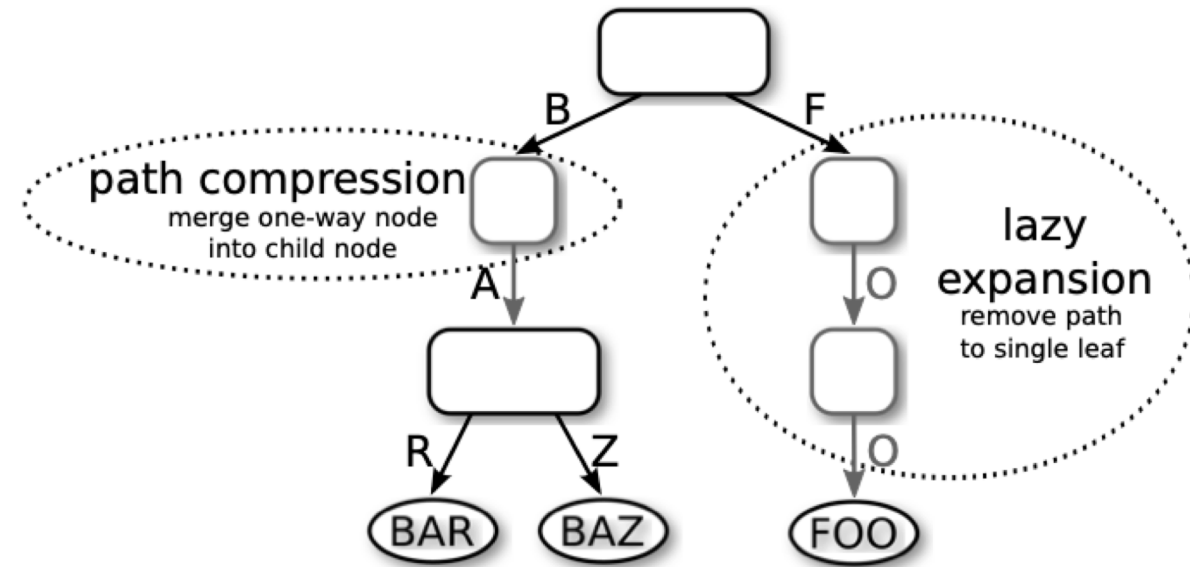 B
F
path compression
merge one-way node
into child node
lazy
expansion
remove path
to single leaf
A
O
R
Z
O
BAR
BAZ
FOO